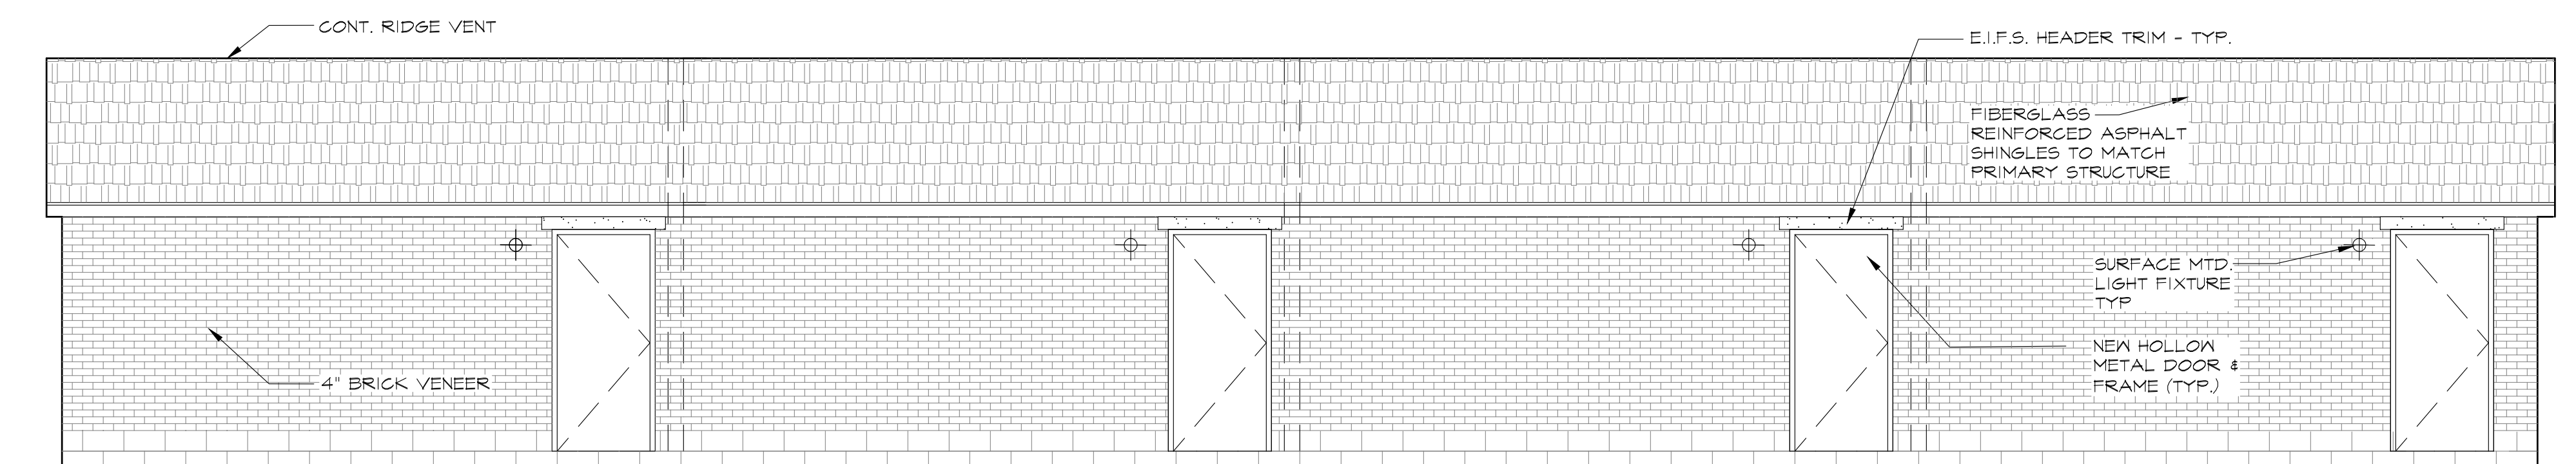 CONT. RIDGE VENT
E.I.F.S. HEADER TRIM - TYP.
FIBERGLASS
REINFORCED ASPHALT
SHINGLES TO MATCH
PRIMARY STRUCTURE
SURFACE MTD.
LIGHT FIXTURE
TYP
NEW HOLLOW
METAL DOOR &
FRAME (TYP.)
4" BRICK VENEER